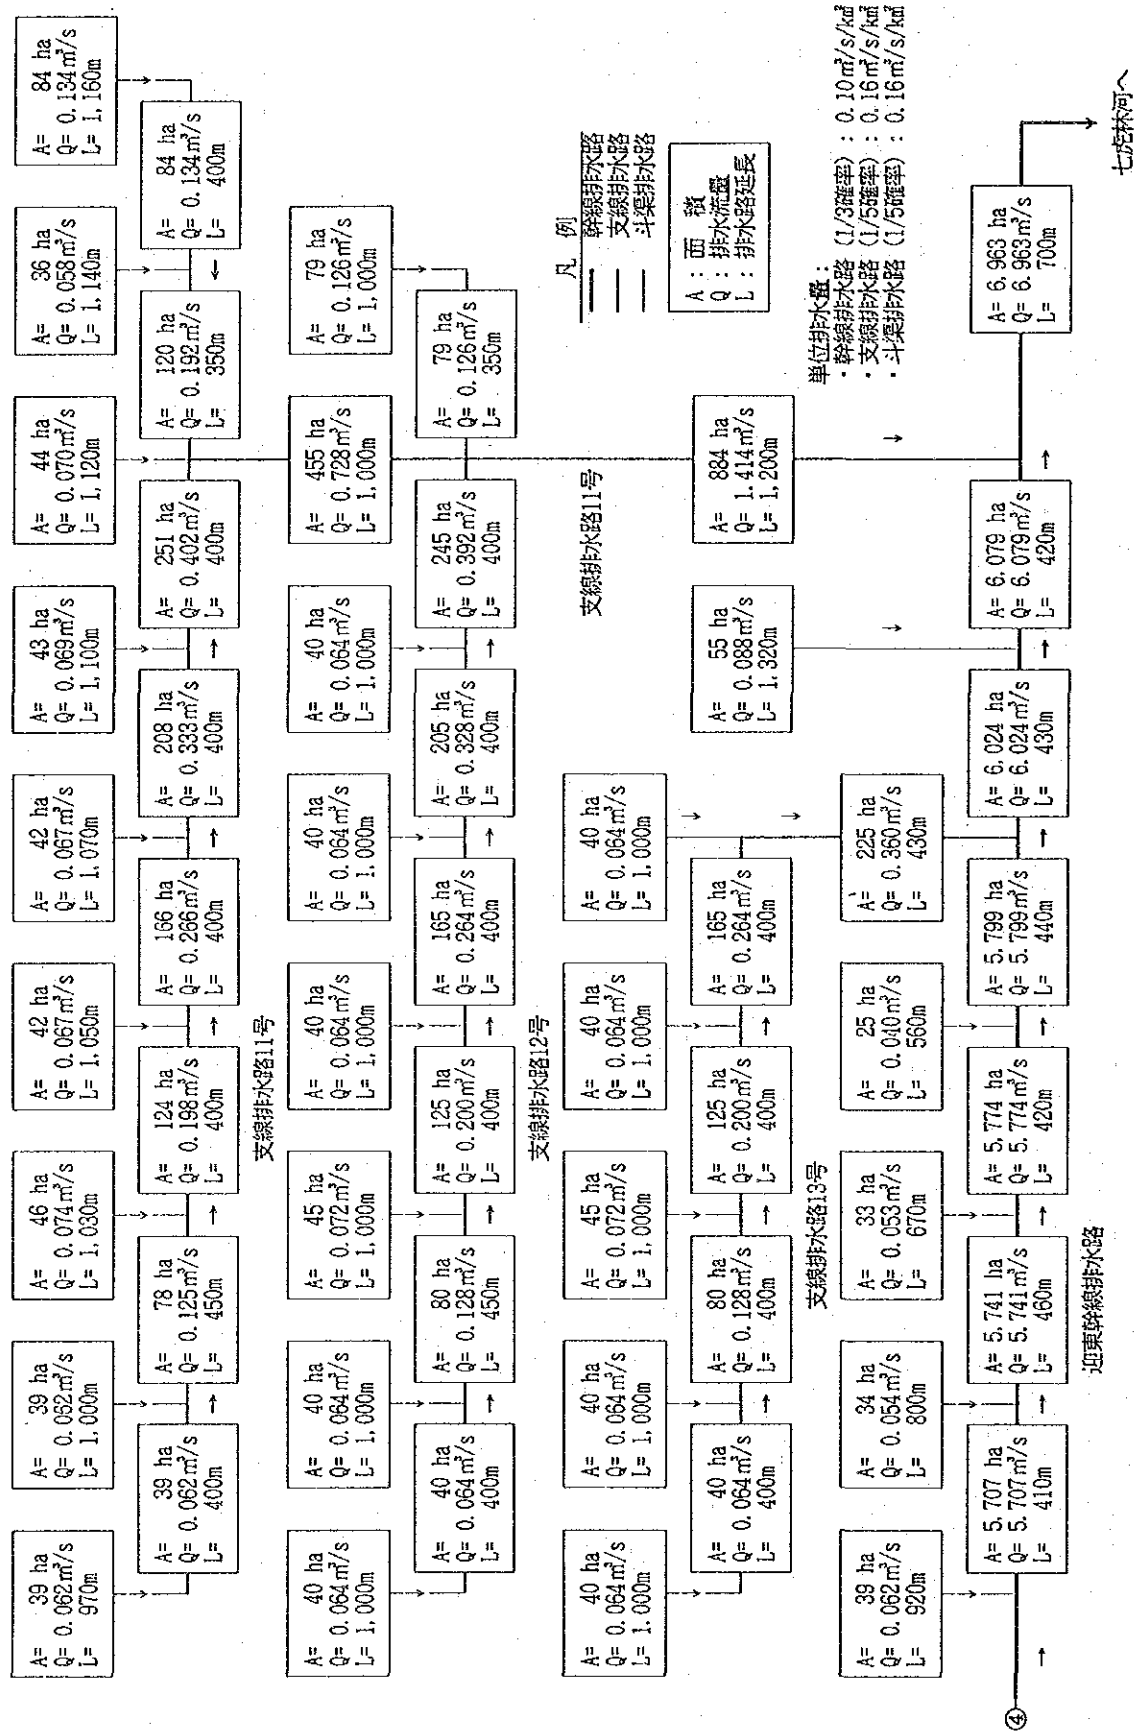 A= 39 ha
Q= 0.062㎥/s
L= 970m
A= 39 ha
Q= 0.062㎥/s
L= 1,000m
A= 46 ha
Q= 0.074㎥/s
L= 1,030m
A= 42 ha
Q= 0.067㎥/s
L= 1,050m
A= 42 ha
Q= 0.067㎥/s
L= 1,070m
A= 43 ha
Q= 0.069㎥/s
L= 1,100m
A= 44 ha
Q= 0.070㎥/s
L= 1,120m
A= 36 ha
Q= 0.058㎥/s
L= 1,140m
A= 84 ha
Q= 0.134㎥/s
L= 1,160m
A= 39 ha
Q= 0.062㎥/s
L= 400m
→
A= 78 ha
Q= 0.125㎥/s
L= 450m
→
A= 124 ha
Q= 0.198㎥/s
L= 400m
→
A= 166 ha
Q= 0.266㎥/s
L= 400m
→
A= 208 ha
Q= 0.333㎥/s
L= 400m
→
A= 251 ha
Q= 0.402㎥/s
L= 400m
A= 120 ha
Q= 0.192㎥/s
L= 350m
←
A= 84 ha
Q= 0.134㎥/s
L= 400m
支線排水路11号
A= 40 ha
Q= 0.064㎥/s
L= 1,000m
A= 40 ha
Q= 0.064㎥/s
L= 1,000m
A= 45 ha
Q= 0.072㎥/s
L= 1,000m
A= 40 ha
Q= 0.064㎥/s
L= 1,000m
A= 40 ha
Q= 0.064㎥/s
L= 1,000m
A= 40 ha
Q= 0.064㎥/s
L= 1,000m
A= 455 ha
Q= 0.728㎥/s
L= 1,000m
A= 79 ha
Q= 0.126㎥/s
L= 1,000m
A= 40 ha
Q= 0.064㎥/s
L= 400m
→
A= 80 ha
Q= 0.128㎥/s
L= 450m
→
A= 125 ha
Q= 0.200㎥/s
L= 400m
→
A= 165 ha
Q= 0.264㎥/s
L= 400m
→
A= 205 ha
Q= 0.328㎥/s
L= 400m
→
A= 245 ha
Q= 0.392㎥/s
L= 400m
A= 79 ha
Q= 0.126㎥/s
L= 350m
支線排水路12号
支線排水路11号
A= 40 ha
Q= 0.064㎥/s
L= 1.000m
A= 40 ha
Q= 0.064㎥/s
L= 1,000m
A= 45 ha
Q= 0.072㎥/s
L= 1,000m
A= 40 ha
Q= 0.064㎥/s
L= 1,000m
A= 40 ha
Q= 0.064㎥/s
L= 1,000m
A= 40 ha
Q= 0.064㎥/s
L= 400m
→
A= 80 ha
Q= 0.128㎥/s
L= 400m
→
A= 125 ha
Q= 0.200㎥/s
L= 400m
→
A= 165 ha
Q= 0.264㎥/s
L= 400m
支線排水路13号
A= 55 ha
Q= 0.088㎥/s
L= 1.320m
A= 884 ha
Q= 1.414㎥/s
L= 1,200m
凡 例
幹線排水路
支線排水路
斗渠排水路
A : 面 積
Q : 排水流量
L : 排水路延長
単位排水量:
・幹線排水路 (1/3確率) : 0.10㎥/s/k㎡
・支線排水路 (1/5確率) : 0.16㎥/s/k㎡
・斗渠排水路 (1/5確率) : 0.16㎥/s/k㎡
A= 39 ha
Q= 0.062㎥/s
L= 920m
A= 34 ha
Q= 0.054㎥/s
L= 800m
A= 33 ha
Q= 0.053㎥/s
L= 670m
A= 25 ha
Q= 0.040㎥/s
L= 560m
A= 225 ha
Q= 0.360㎥/s
L= 430m
④
→
A= 5.707 ha
Q= 5.707㎥/s
L= 410m
→
A= 5.741 ha
Q= 5.741㎥/s
L= 460m
→
A= 5.774 ha
Q= 5.774㎥/s
L= 420m
→
A= 5.799 ha
Q= 5.799㎥/s
L= 440m
→
A= 6.024 ha
Q= 6.024㎥/s
L= 430m
→
A= 6.079 ha
Q= 6.079㎥/s
L= 420m
→
A= 6.963 ha
Q= 6.963㎥/s
L= 700m
迎東幹線排水路
七虎林河へ